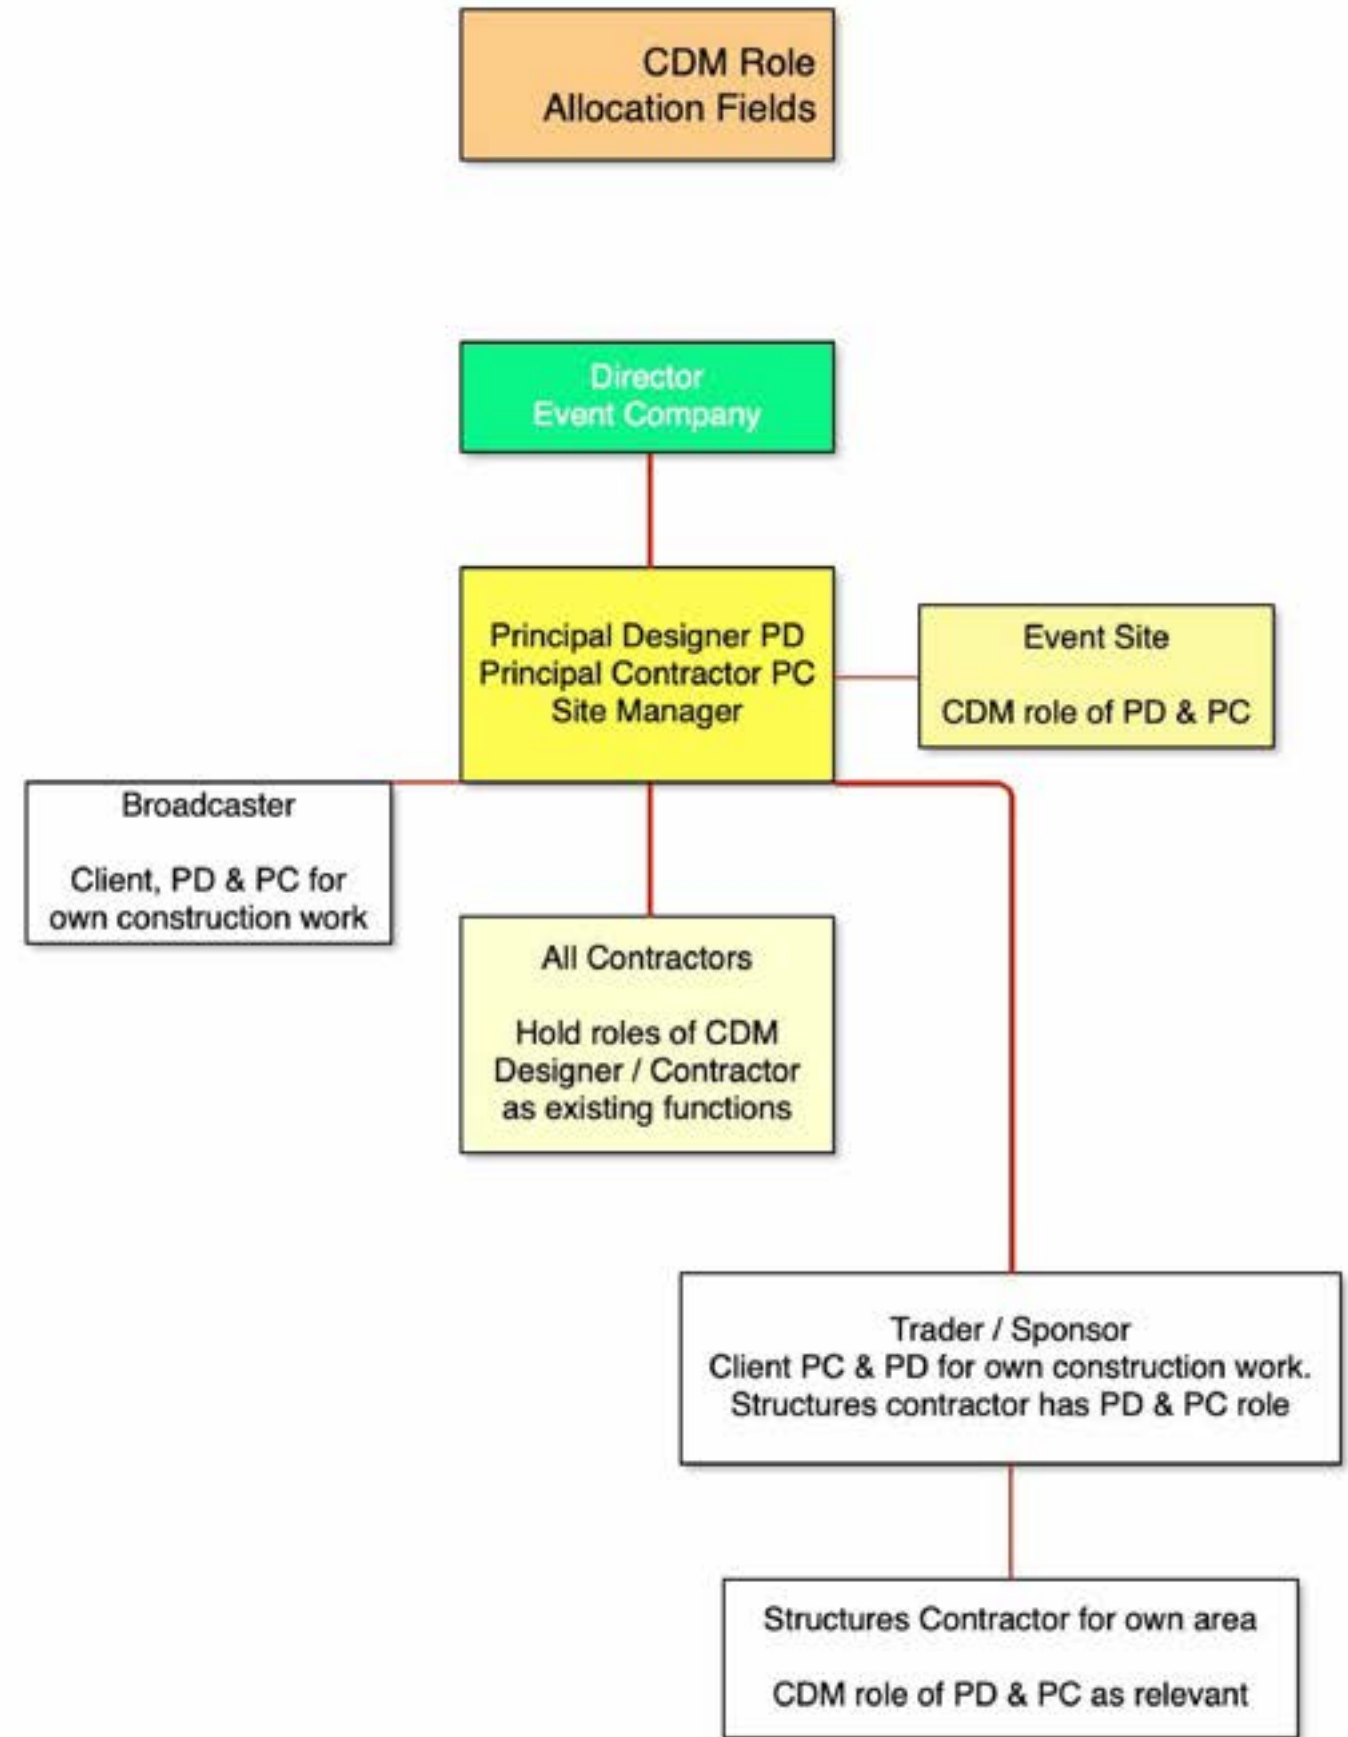 CDM Role
Allocation Fields
Director
Event Company
Principal Designer PD
Principal Contractor PC
Site Manager
Event Site
CDM role of PD & PC
Broadcaster
Client, PD & PC for
own construction work
All Contractors
Hold roles of CDM
Designer / Contractor
as existing functions
Trader / Sponsor
Client PC & PD for own construction work.
Structures contractor has PD & PC role
Structures Contractor for own area
CDM role of PD & PC as relevant